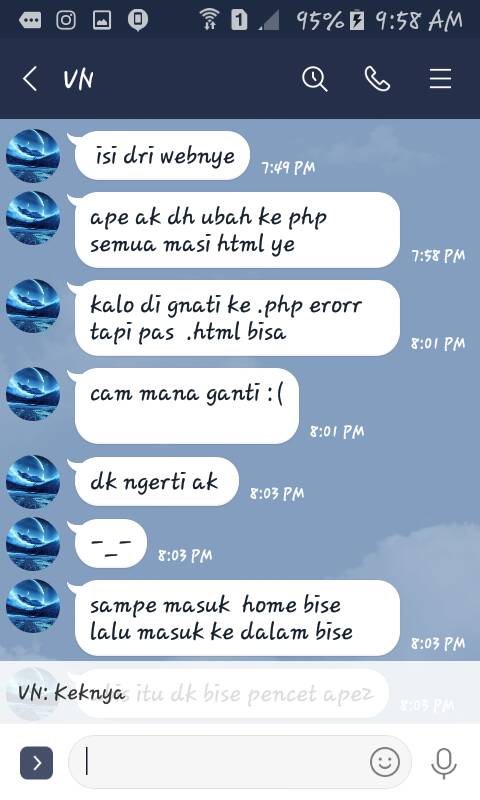 1
95%
9:58 AM
VN
isi dri webnye
7:49 PM
ape ak dh ubah ke php
semua masi html ye
7:58 PM
kalo di gnati ke .php erorr
tapi pas .html bisa
8:01 PM
cam mana ganti :(
8:01 PM
dk ngerti ak
8:03 PM
-_-
8:03 PM
sampe masuk home bise
lalu masuk ke dalam bise
8:03 PM
VN: Keknya
itu dk bise pencet apez
8:03 PM